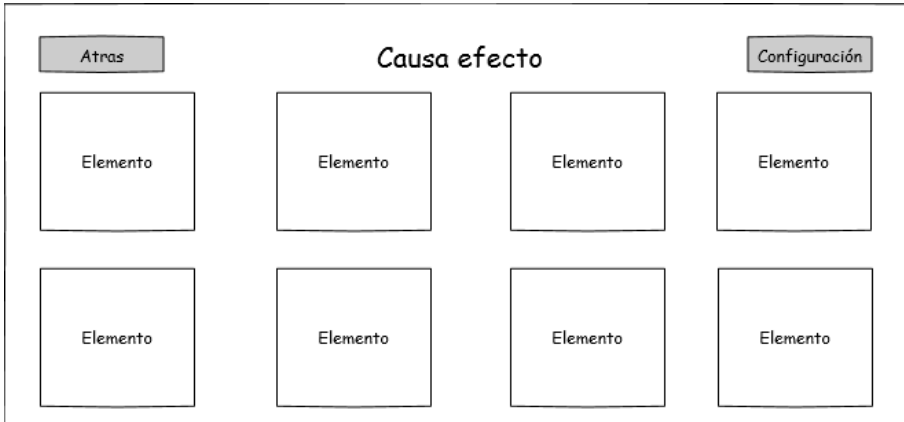 Atras
Causa efecto
Configuración
Elemento
Elemento
Elemento
Elemento
Elemento
Elemento
Elemento
Elemento